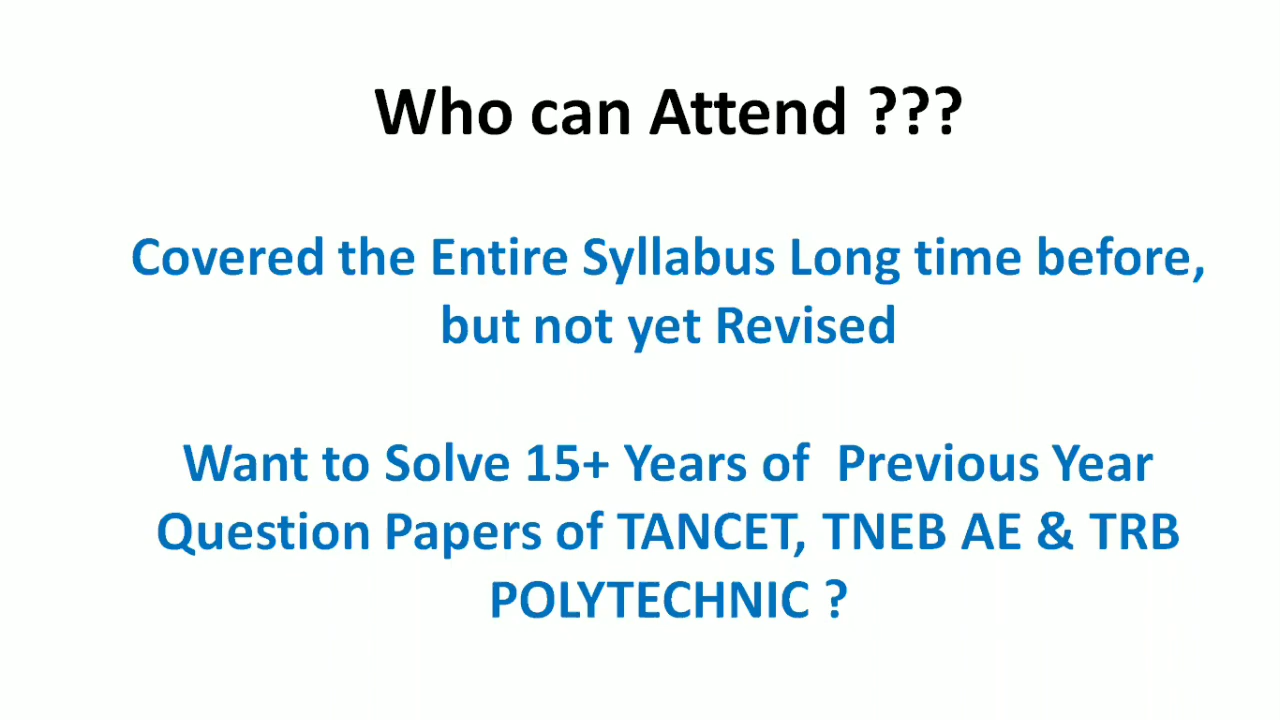 Who can Attend ???
Covered the Entire Syllabus Long time before,
but not yet Revised
Want to Solve 15+ Years of  Previous Year
Question Papers of TANCET, TNEB AE & TRB
POLYTECHNIC ?